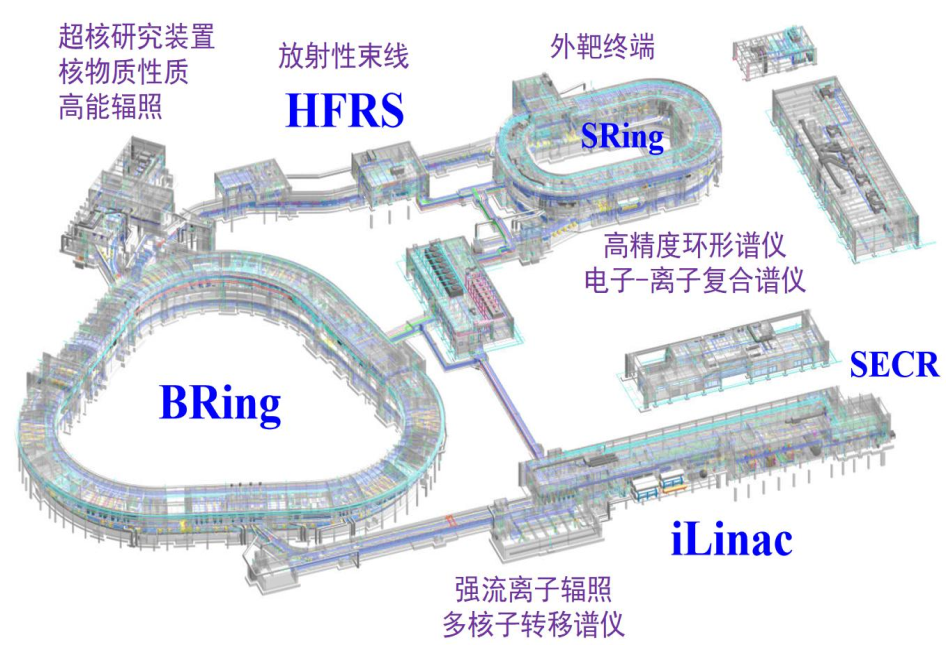 超核研究装置
核物质性质
高能辐照
放射性束线
HFRS
外靶终端
SRing
高精度环形谱仪
电子-离子复合谱仪
BRing
SECR
iLinac
强流离子辐照
多核子转移谱仪